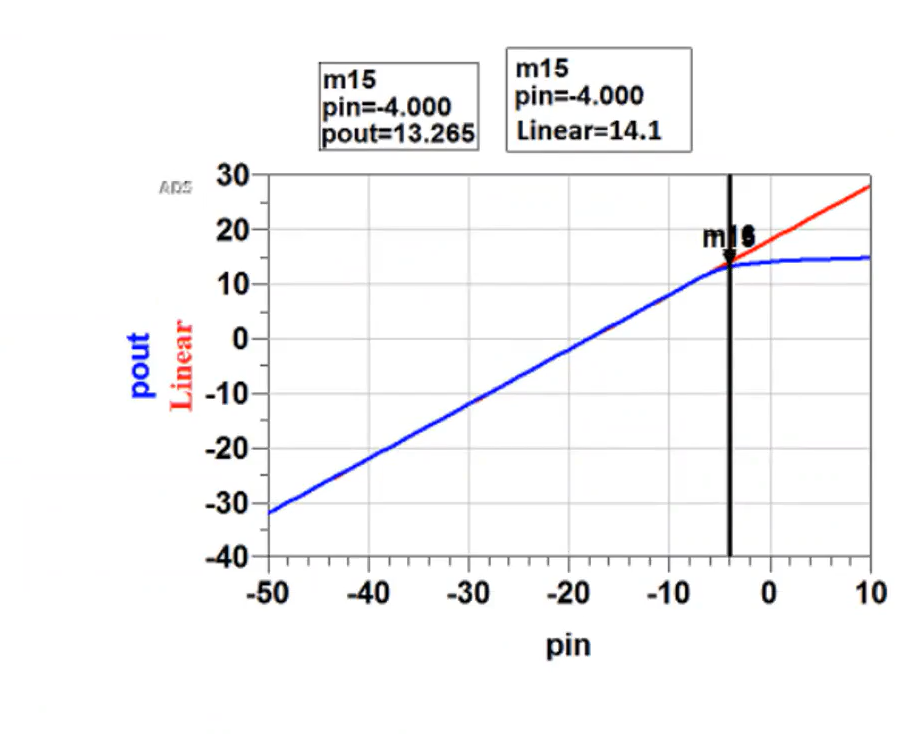 m15
pin=-4.000
pout=13.265
m15
pin=-4.000
Linear=14.1
ADS
30
20
10
0
-10
-20
-30
-40
pout
Linear
-50 -40 -30 -20 -10 0 10
pin